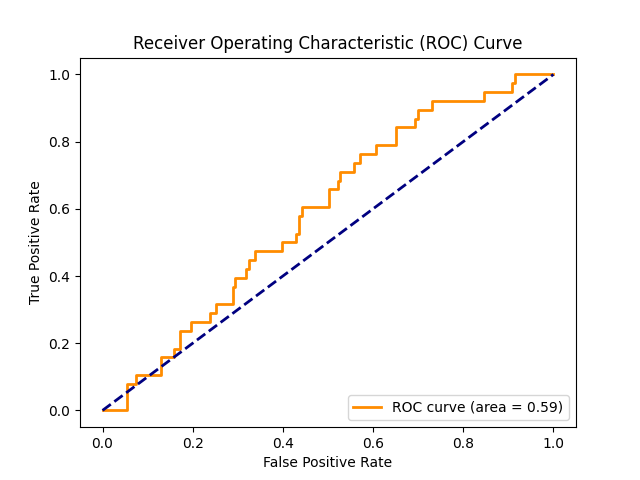 Receiver Operating Characteristic (ROC) Curve
1.0
0.8
0.6
0.4
0.2
0.0
True Positive Rate
ROC curve (area = 0.59)
0.0 0.2 0.4 0.6 0.8 1.0
False Positive Rate